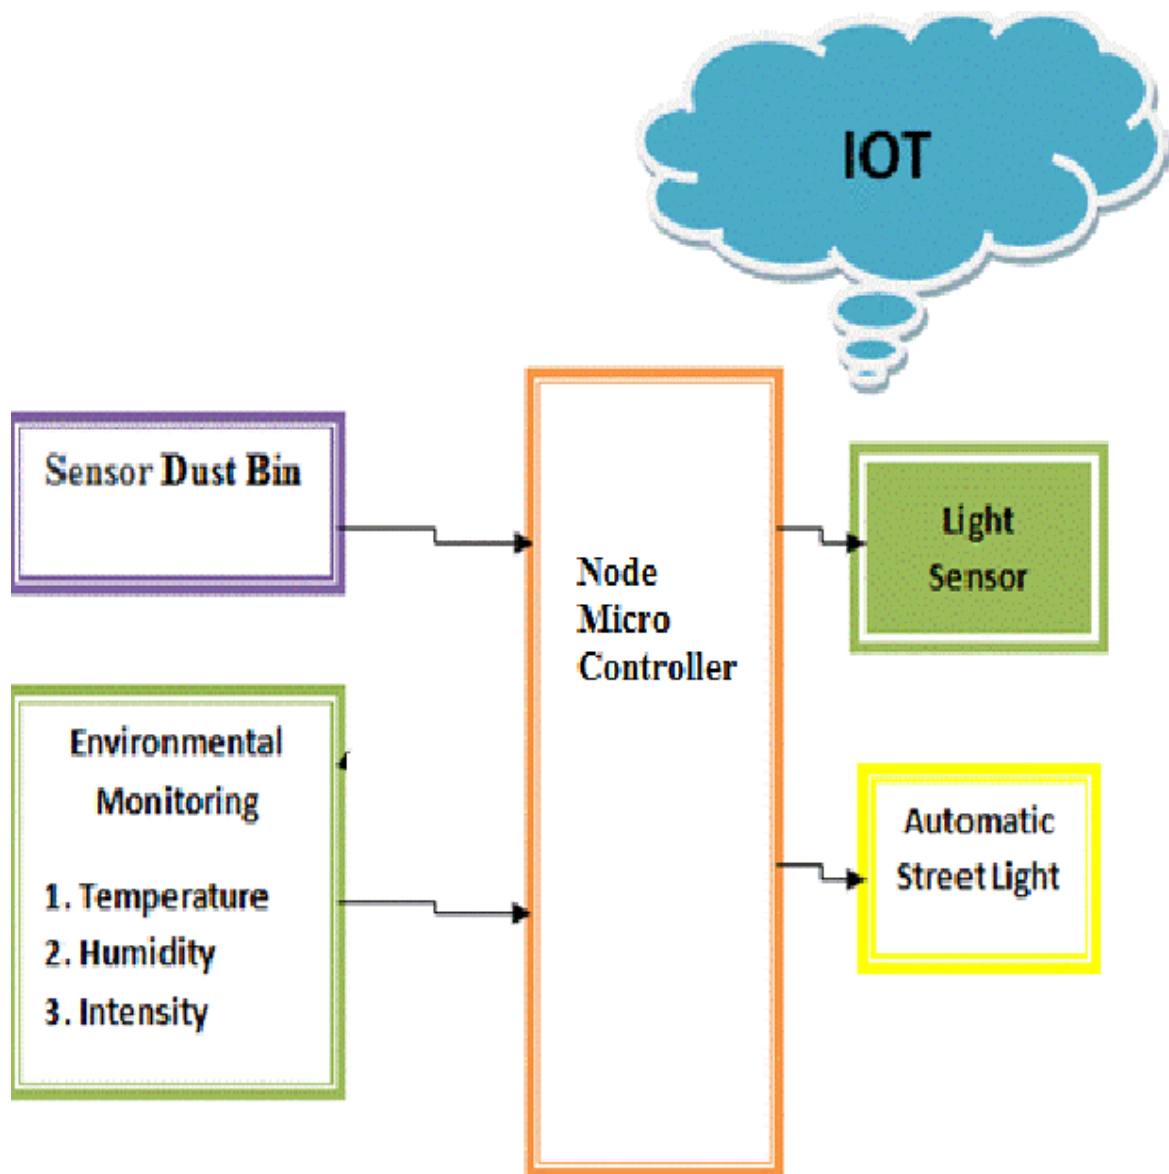 IOT
Sensor Dust Bin
Node
Micro
Controller
Light
Sensor
Environmental
Monitoring
1. Temperature
2. Humidity
3. Intensity
Automatic
Street Light